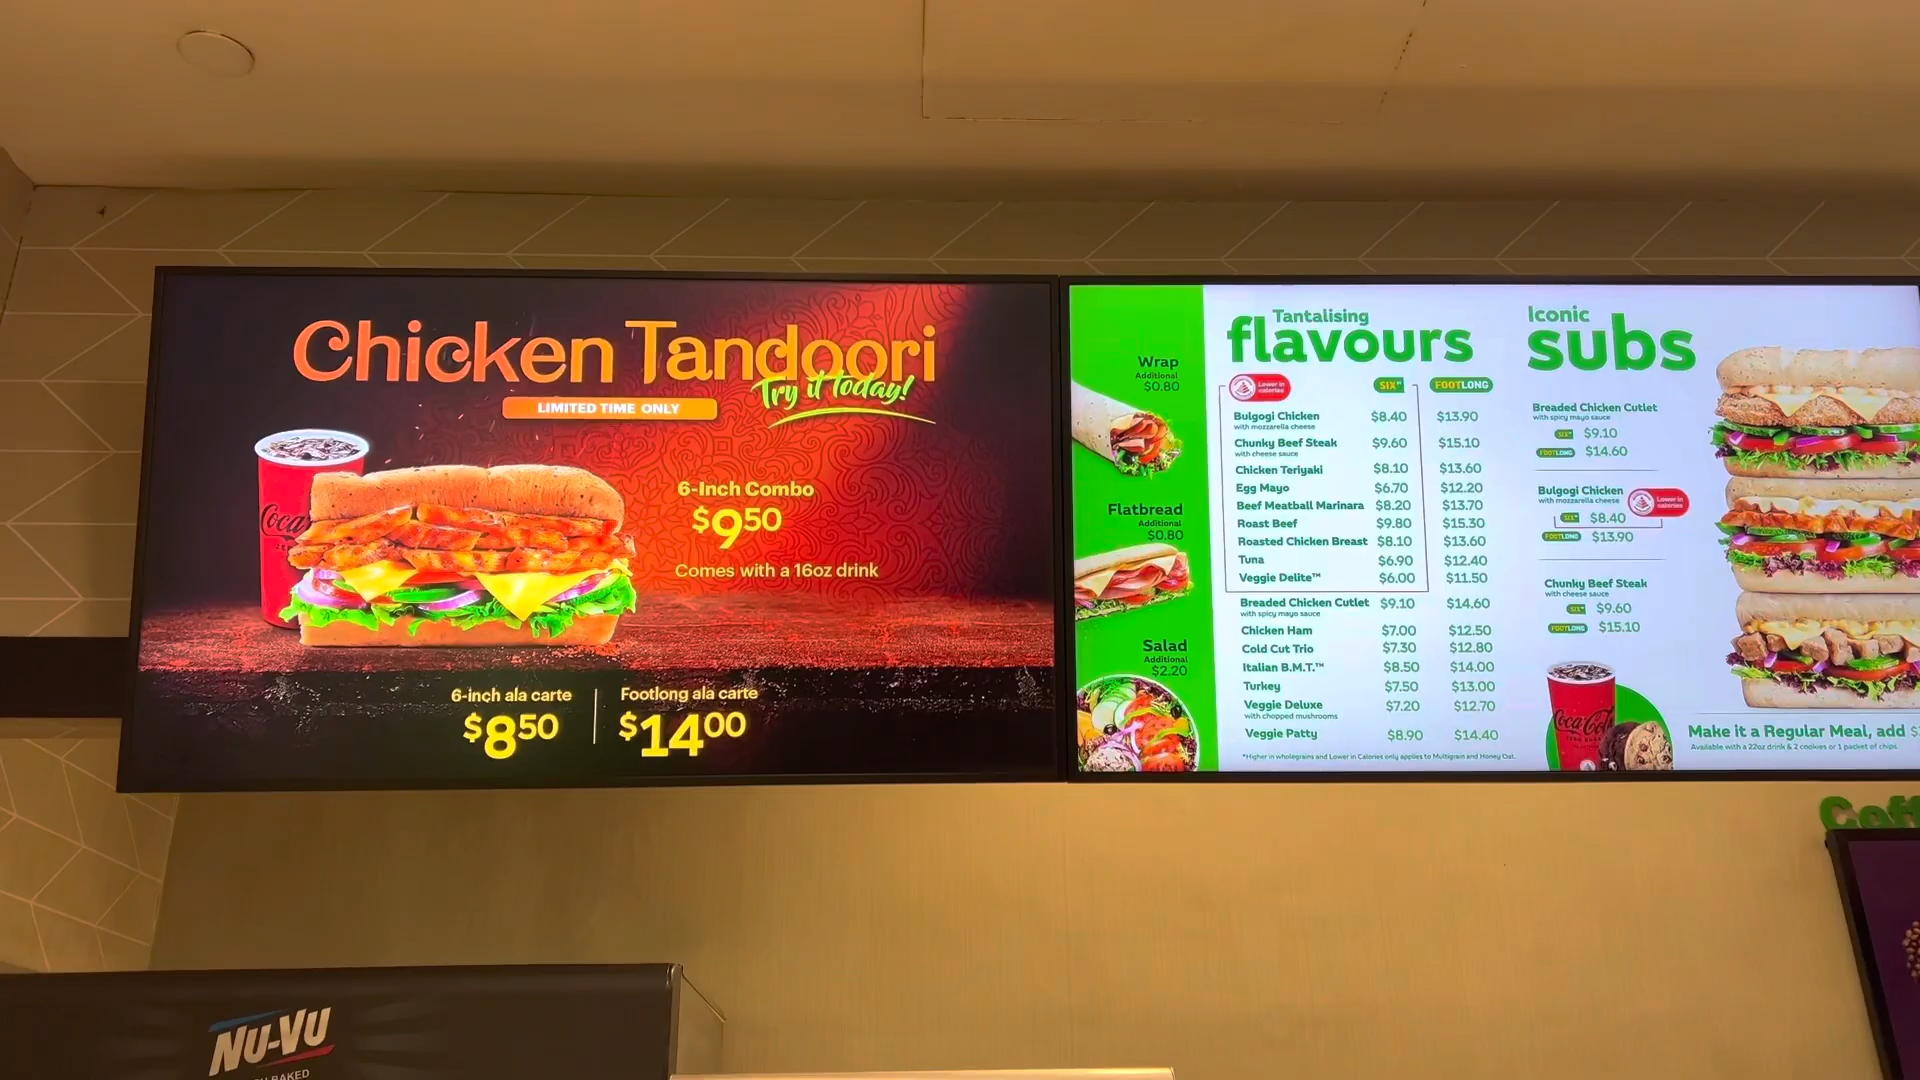 Chicken Tandoori
Try it today!
LIMITED TIME ONLY
Coca
6-Inch Combo
$950
Comes with a 16oz drink
6-inch ala carte
$850
Footlong ala carte
$1400
Wrap
Additional
$0.80
Flatbread
Additional
$0.80
Salad
Additional
$2.20
Tantalising
flavours
Lower in
calories
SIX" FOOTLONG
Bulgogi Chicken $8.40 $13.90
with mozzarella cheese
Chunky Beef Steak $9.60 $15.10
with cheese sauce
Chicken Teriyaki $8.10 $13.60
Egg Mayo $6.70 $12.20
Beef Meatball Marinara $8.20 $13.70
Roast Beef $9.80 $15.30
Roasted Chicken Breast $8.10 $13.60
Tuna $6.90 $12.40
Veggie Delite™ $6.00 $11.50
Breaded Chicken Cutlet $9.10 $14.60
with spicy mayo sauce
Chicken Ham $7.00 $12.50
Cold Cut Trio $7.30 $12.80
Italian B.M.T.™ $8.50 $14.00
Turkey $7.50 $13.00
Veggie Deluxe $7.20 $12.70
with chopped mushrooms
Veggie Patty $8.90 $14.40
*Higher in wholegrains and Lower in Calories only applies to Multigrain and Honey Oat.
Iconic
subs
Breaded Chicken Cutlet
with spicy mayo sauce
SIX" $9.10
FOOTLONG $14.60
Bulgogi Chicken
with mozzarella cheese
Lower in
calories
SIX" $8.40
FOOTLONG $13.90
Chunky Beef Steak
with cheese sauce
SIX" $9.60
FOOTLONG $15.10
Coca-Cola
Make it a Regular Meal, add $
Available with a 22oz drink & 2 cookies or 1 packet of chips
NU-VU
BAKED